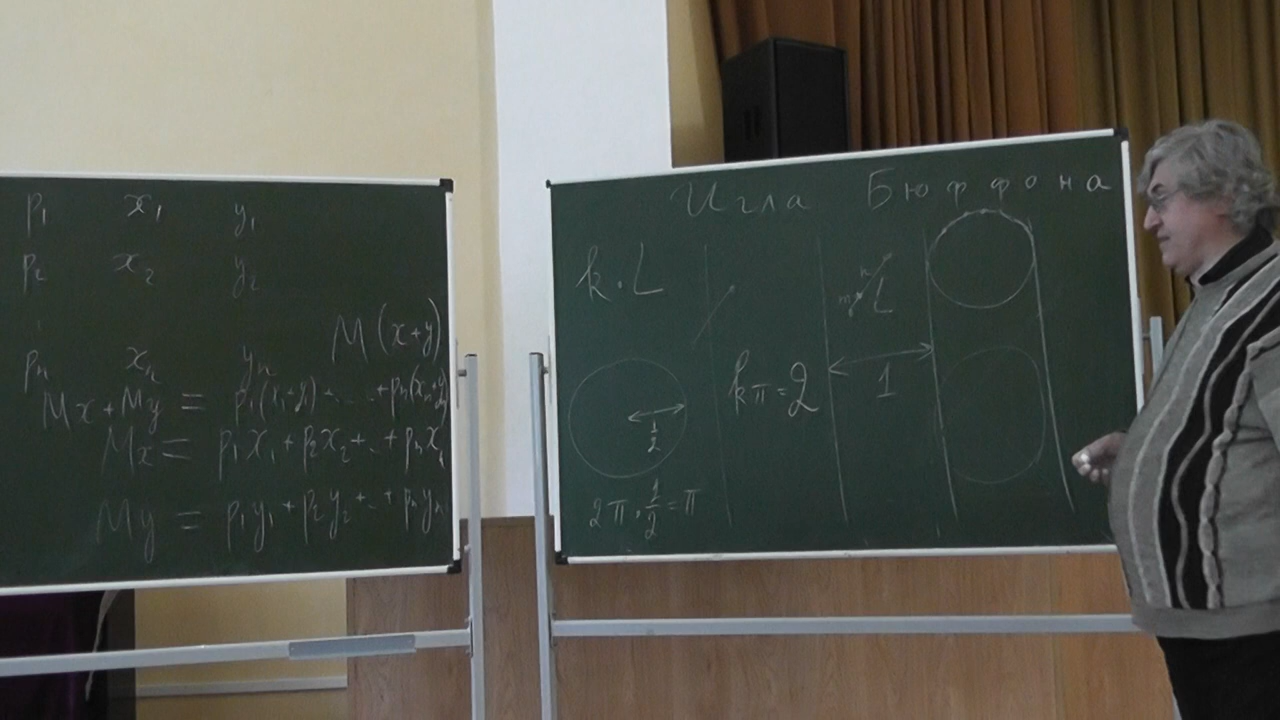 p₁ x₁ y₁
p₂ x₂ y₂
pₙ xₙ yₙ
M(x+y)
Mx+My = p₁(x₁+y₁)+...+pₙ(xₙ+yₙ)
Mx = p₁x₁+p₂x₂+...+pₙxₙ
My = p₁y₁+p₂y₂+...+pₙyₙ
Игла Бюффона
k·L
n
m L
kπ=2
1
1/2
2π·1/2=π